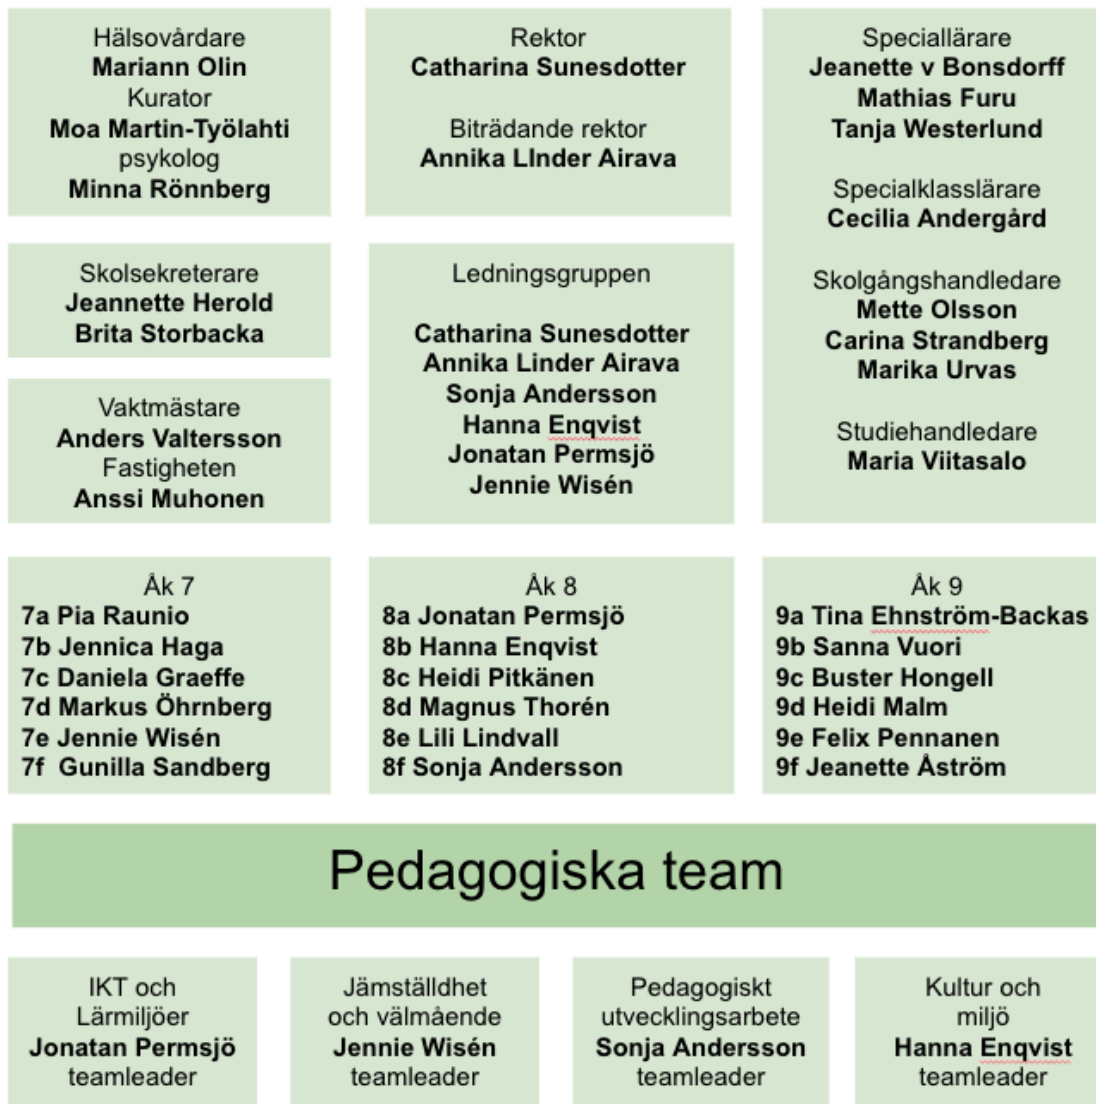 Hälsovårdare
Mariann Olin
Kurator
Moa Martin-Työlahti
psykolog
Minna Rönnberg
Rektor
Catharina Sunesdotter
Biträdande rektor
Annika LInder Airava
Speciallärare
Jeanette v Bonsdorff
Mathias Furu
Tanja Westerlund
Specialklasslärare
Cecilia Andergård
Skolgångshandledare
Mette Olsson
Carina Strandberg
Marika Urvas
Studiehandledare
Maria Viitasalo
Skolsekreterare
Jeannette Herold
Brita Storbacka
Ledningsgruppen
Catharina Sunesdotter
Annika Linder Airava
Sonja Andersson
Hanna Enqvist
Jonatan Permsjö
Jennie Wisén
Vaktmästare
Anders Valtersson
Fastigheten
Anssi Muhonen
Åk 7
7a Pia Raunio
7b Jennica Haga
7c Daniela Graeffe
7d Markus Öhrnberg
7e Jennie Wisén
7f  Gunilla Sandberg
Åk 8
8a Jonatan Permsjö
8b Hanna Enqvist
8c Heidi Pitkänen
8d Magnus Thorén
8e Lili Lindvall
8f Sonja Andersson
Åk 9
9a Tina Ehnström-Backas
9b Sanna Vuori
9c Buster Hongell
9d Heidi Malm
9e Felix Pennanen
9f Jeanette Åström
Pedagogiska team
IKT och
Lärmiljöer
Jonatan Permsjö
teamleader
Jämställdhet
och välmående
Jennie Wisén
teamleader
Pedagogiskt
utvecklingsarbete
Sonja Andersson
teamleader
Kultur och
miljö
Hanna Enqvist
teamleader